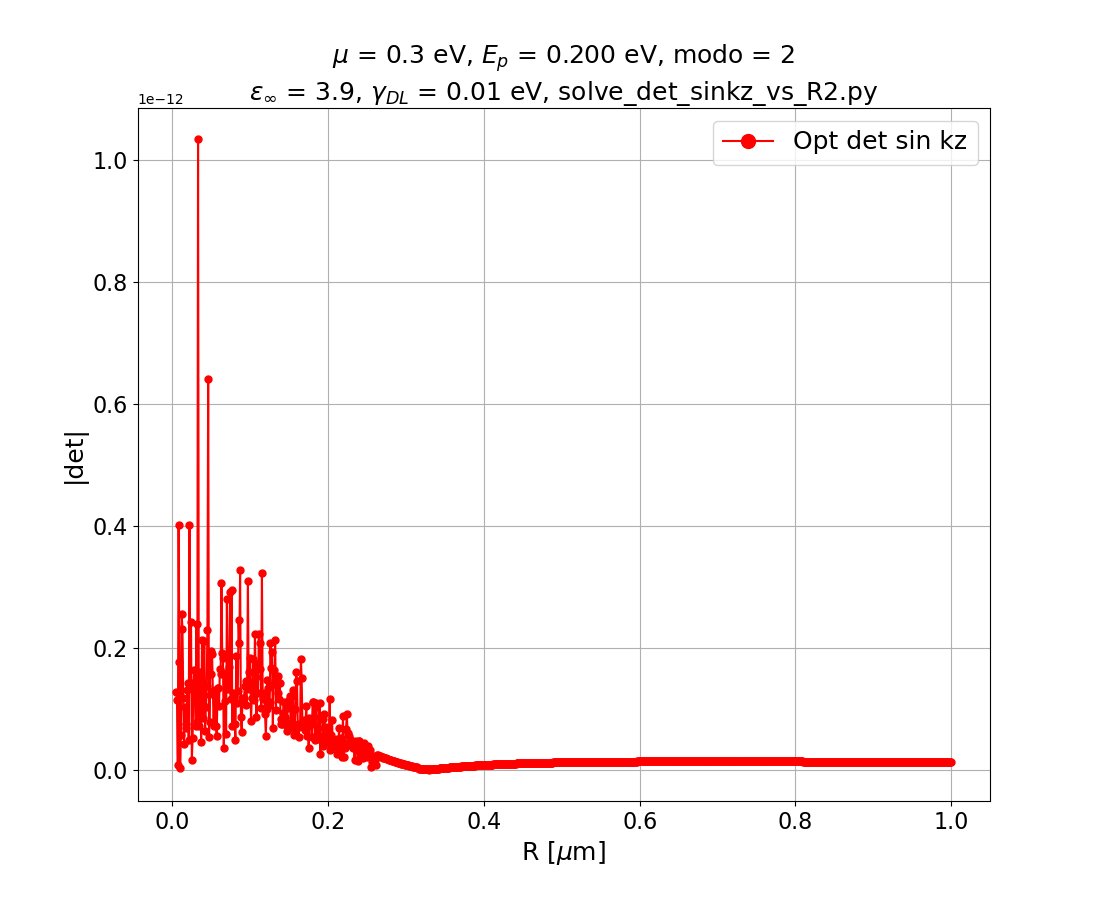 μ = 0.3 eV, E_p = 0.200 eV, modo = 2
ε_∞ = 3.9, γ_DL = 0.01 eV, solve_det_sinkz_vs_R2.py
1e−12
Opt det sin kz
1.0
0.8
0.6
0.4
0.2
0.0
|det|
0.0 0.2 0.4 0.6 0.8 1.0
R [μm]